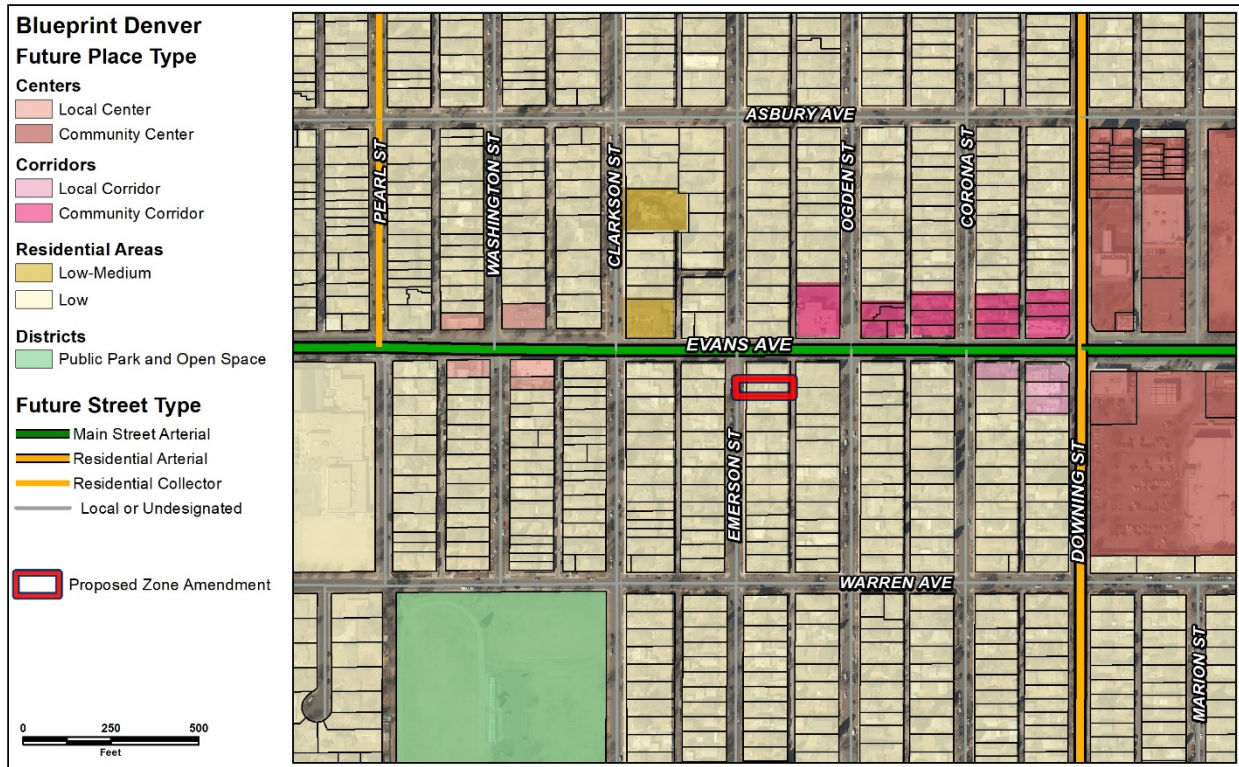 Blueprint Denver
Future Place Type
Centers
Local Center
Community Center
Corridors
Local Corridor
Community Corridor
Residential Areas
Low-Medium
Low
Districts
Public Park and Open Space
Future Street Type
Main Street Arterial
Residential Arterial
Residential Collector
Local or Undesignated
Proposed Zone Amendment
0 250 500
Feet
ASBURY AVE
PEARL ST
WASHINGTON ST
CLARKSON ST
OGDEN ST
CORONA ST
EVANS AVE
EMERSON ST
DOWNING ST
WARREN AVE
MARION ST